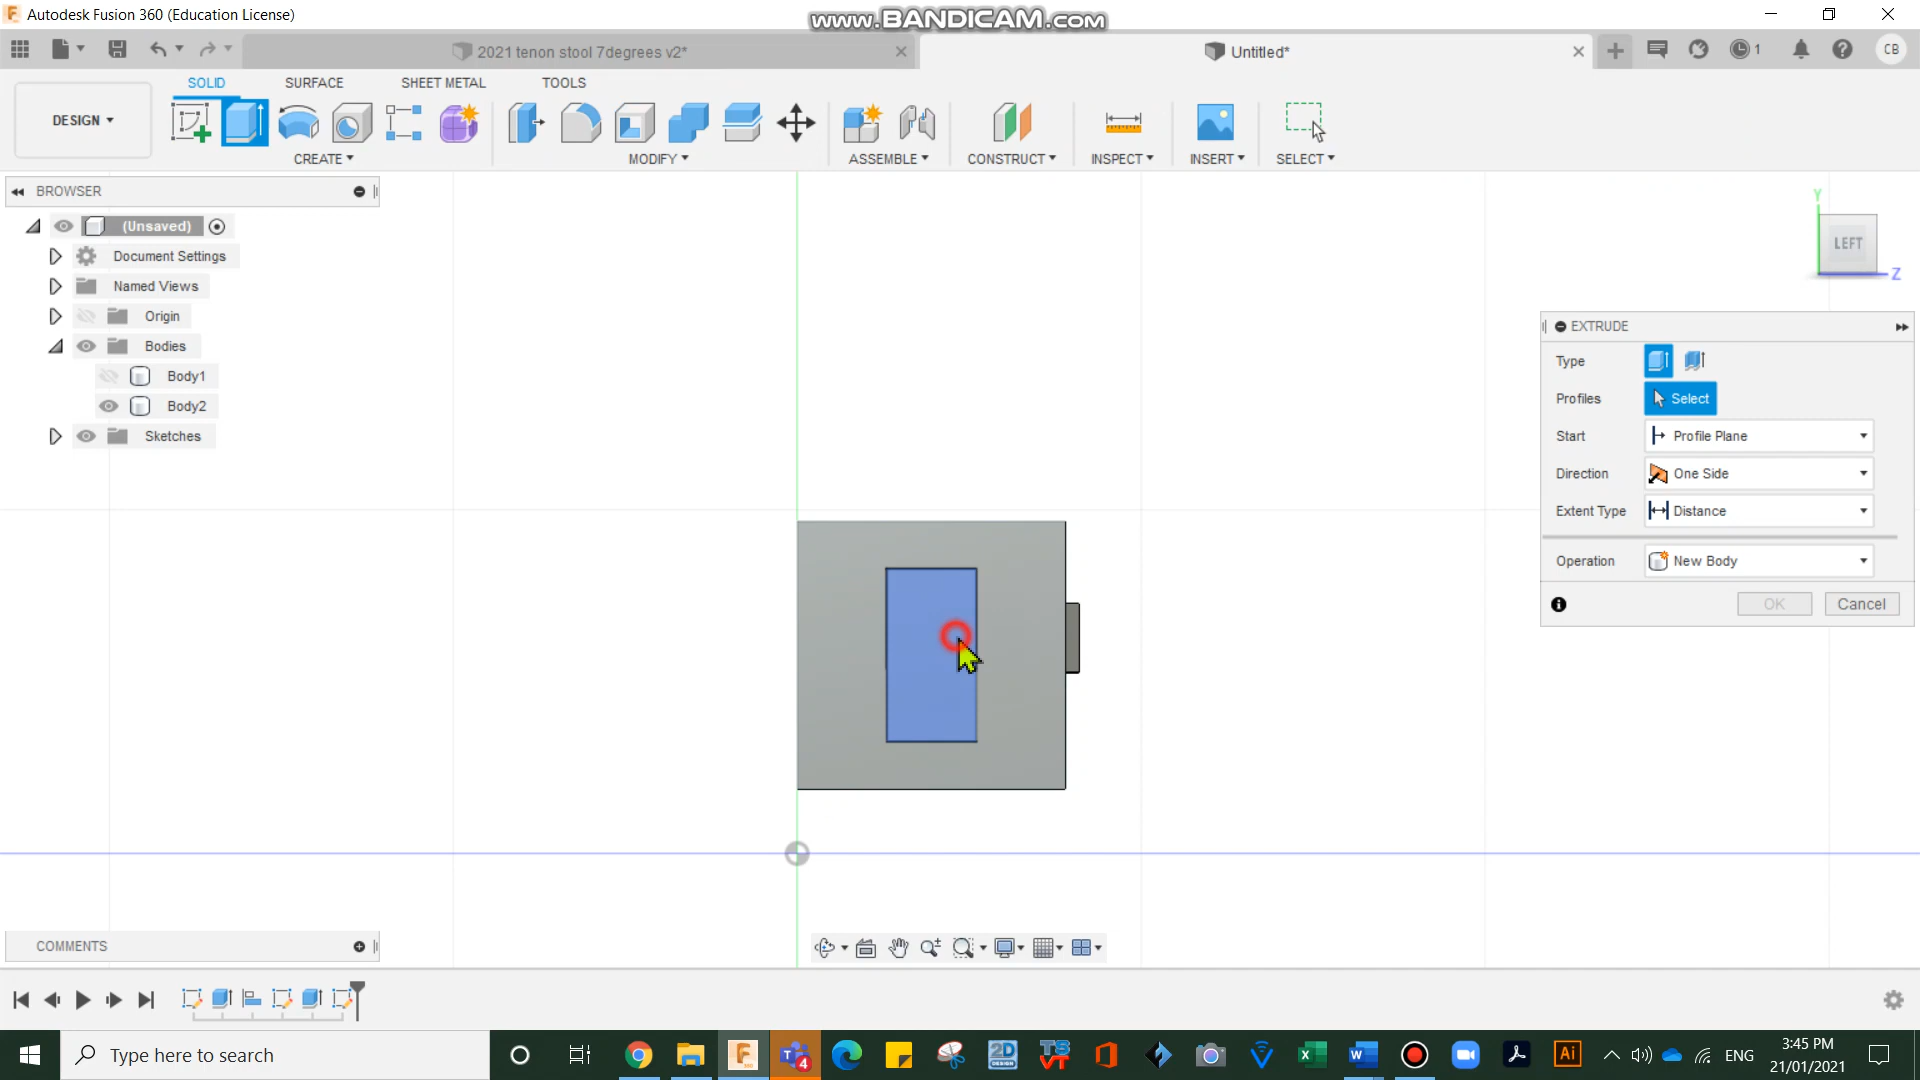 Autodesk Fusion 360 (Education License)
www.BANDICAM.com
2021 tenon stool 7degrees v2*
Untitled*
1
CB
DESIGN
SOLID
SURFACE
SHEET METAL
TOOLS
CREATE
MODIFY
ASSEMBLE
CONSTRUCT
INSPECT
INSERT
SELECT
BROWSER
(Unsaved)
Document Settings
Named Views
Origin
Bodies
Body1
Body2
Sketches
Y
LEFT
Z
EXTRUDE
Type
Profiles
Select
Start
Profile Plane
Direction
One Side
Extent Type
Distance
Operation
New Body
OK
Cancel
COMMENTS
Type here to search
ENG
3:45 PM
21/01/2021